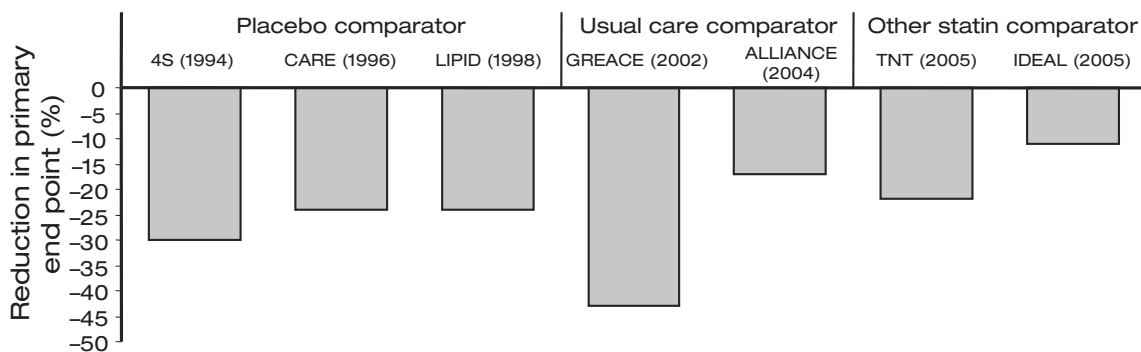 Placebo comparator
Usual care comparator
Other statin comparator
4S (1994)
CARE (1996)
LIPID (1998)
GREACE (2002)
ALLIANCE
(2004)
TNT (2005)
IDEAL (2005)
Reduction in primary
end point (%)
0
–5
–10
–15
–20
–25
–30
–35
–40
–45
–50